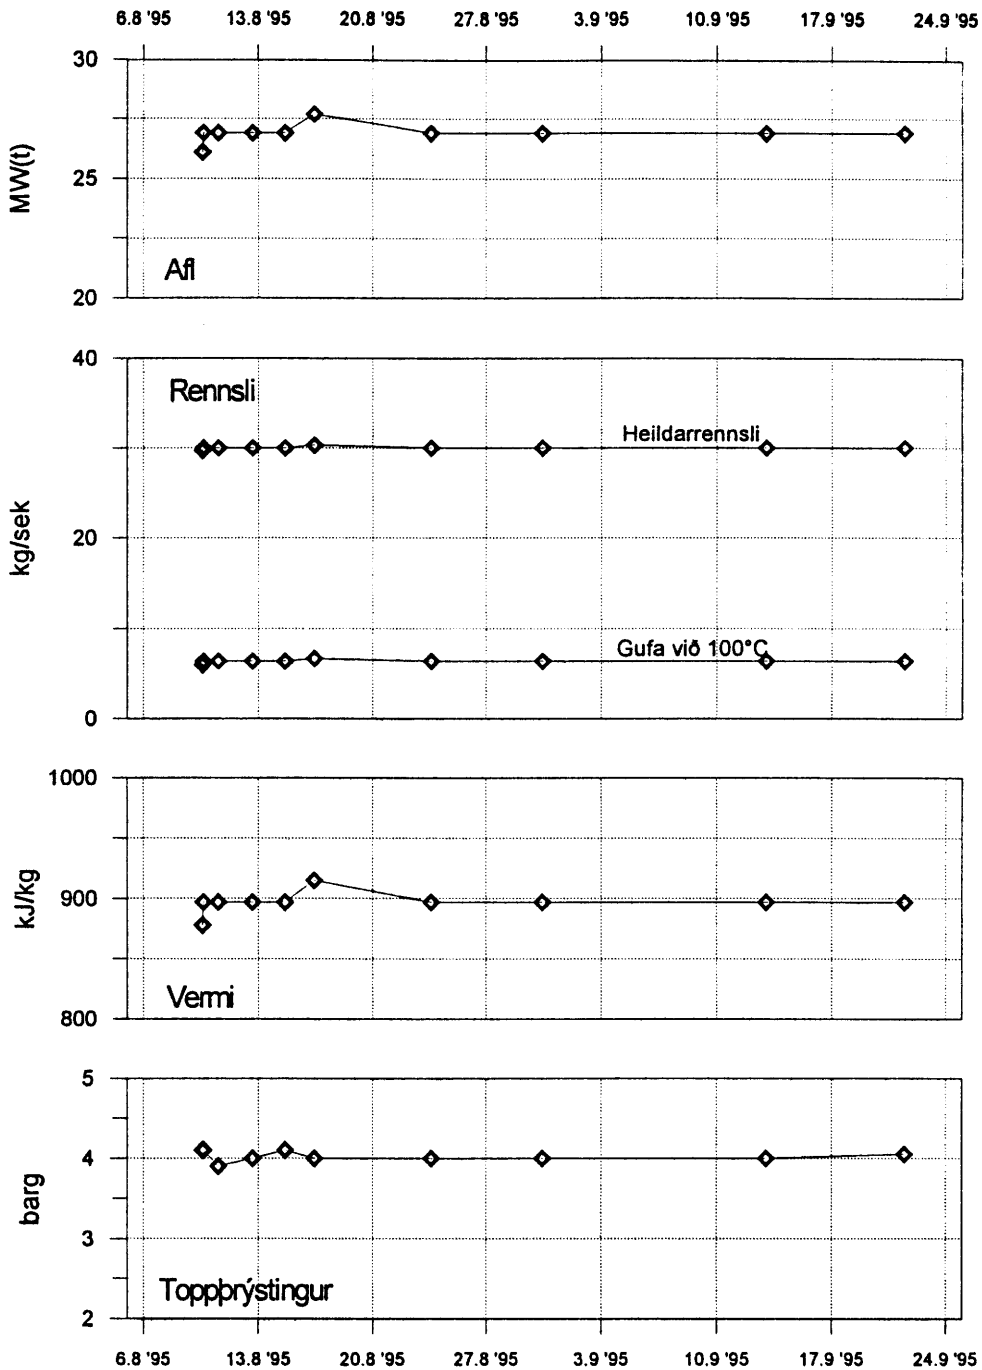 6.8 '95 13.8 '95 20.8 '95 27.8 '95 3.9 '95 10.9 '95 17.9 '95 24.9 '95
30
25
20
MW(t)
Afl
40
20
0
kg/sek
Rennsli
Heildarrennsli
Gufa við 100°C
1000
900
800
kJ/kg
Vermi
5
4
3
2
barg
Toppþrýstingur
6.8 '95 13.8 '95 20.8 '95 27.8 '95 3.9 '95 10.9 '95 17.9 '95 24.9 '95